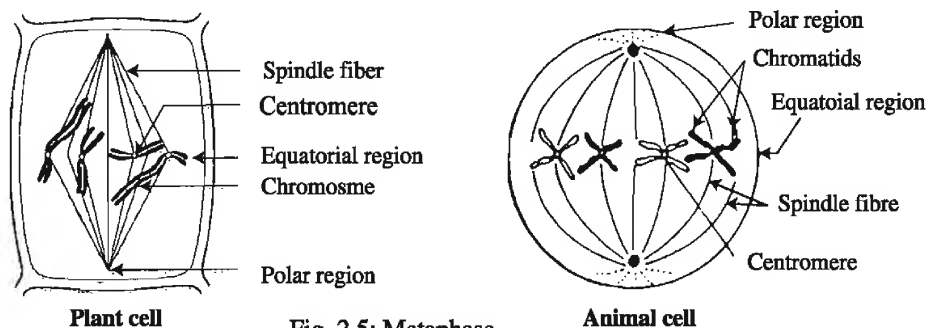 Spindle fiber
Centromere
Equatorial region
Chromosme
Polar region
Plant cell
Polar region
Chromatids
Equatoial region
Spindle fibre
Centromere
Animal cell
Fig. 2.5: Metaphase